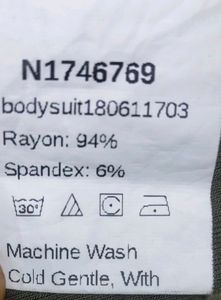 N1746769
bodysuit180611703
Rayon: 94%
Spandex: 6%
30°
Machine Wash
Cold Gentle, With